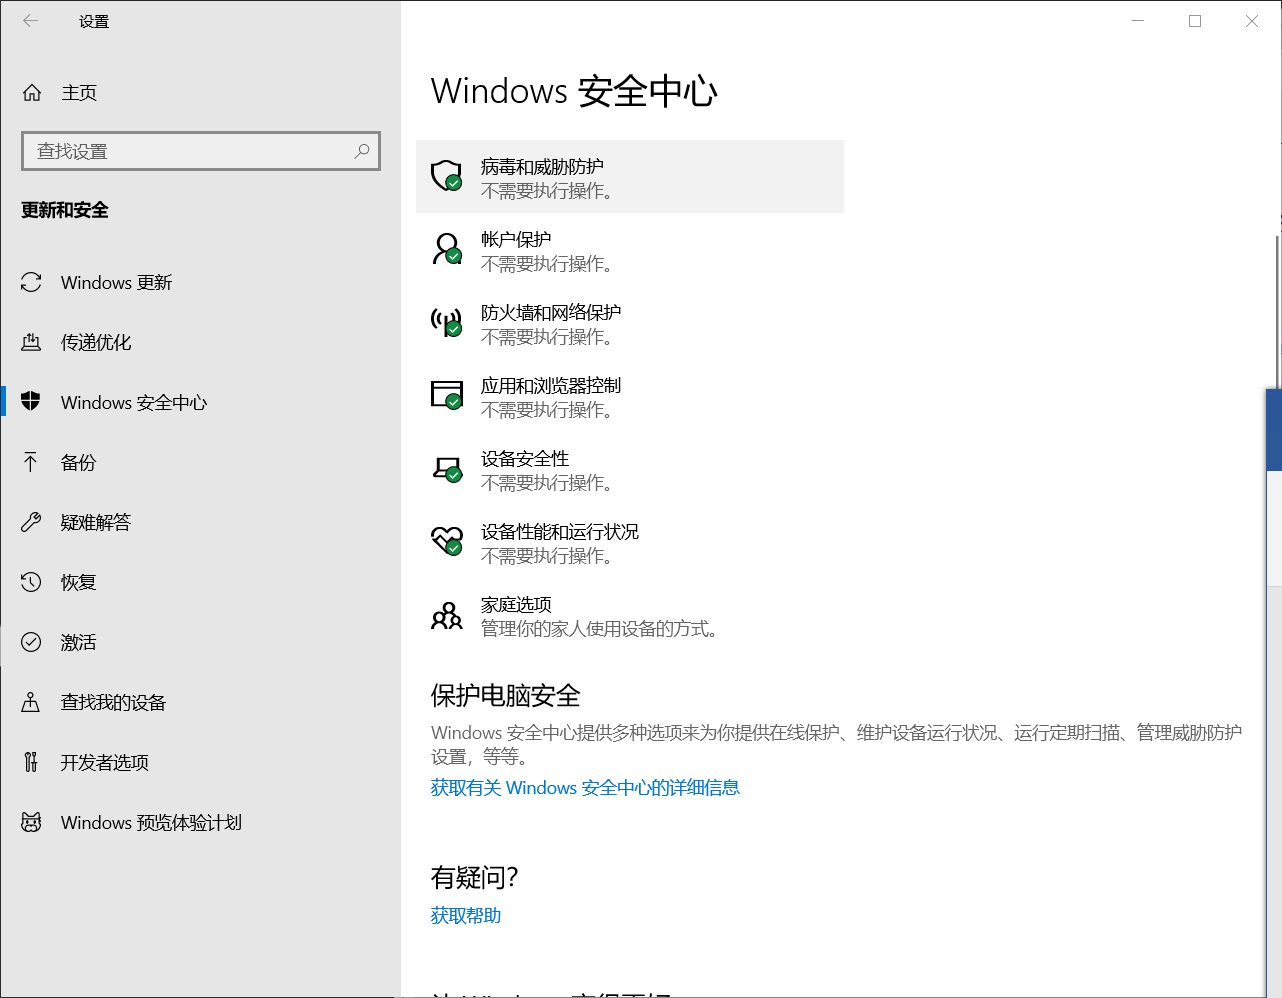 设置
主页
查找设置
更新和安全
Windows 更新
传递优化
Windows 安全中心
备份
疑难解答
恢复
激活
查找我的设备
开发者选项
Windows 预览体验计划
Windows 安全中心
病毒和威胁防护
不需要执行操作。
帐户保护
不需要执行操作。
防火墙和网络保护
不需要执行操作。
应用和浏览器控制
不需要执行操作。
设备安全性
不需要执行操作。
设备性能和运行状况
不需要执行操作。
家庭选项
管理你的家人使用设备的方式。
保护电脑安全
Windows 安全中心提供多种选项来为你提供在线保护、维护设备运行状况、运行定期扫描、管理威胁防护
设置，等等。
获取有关 Windows 安全中心的详细信息
有疑问?
获取帮助